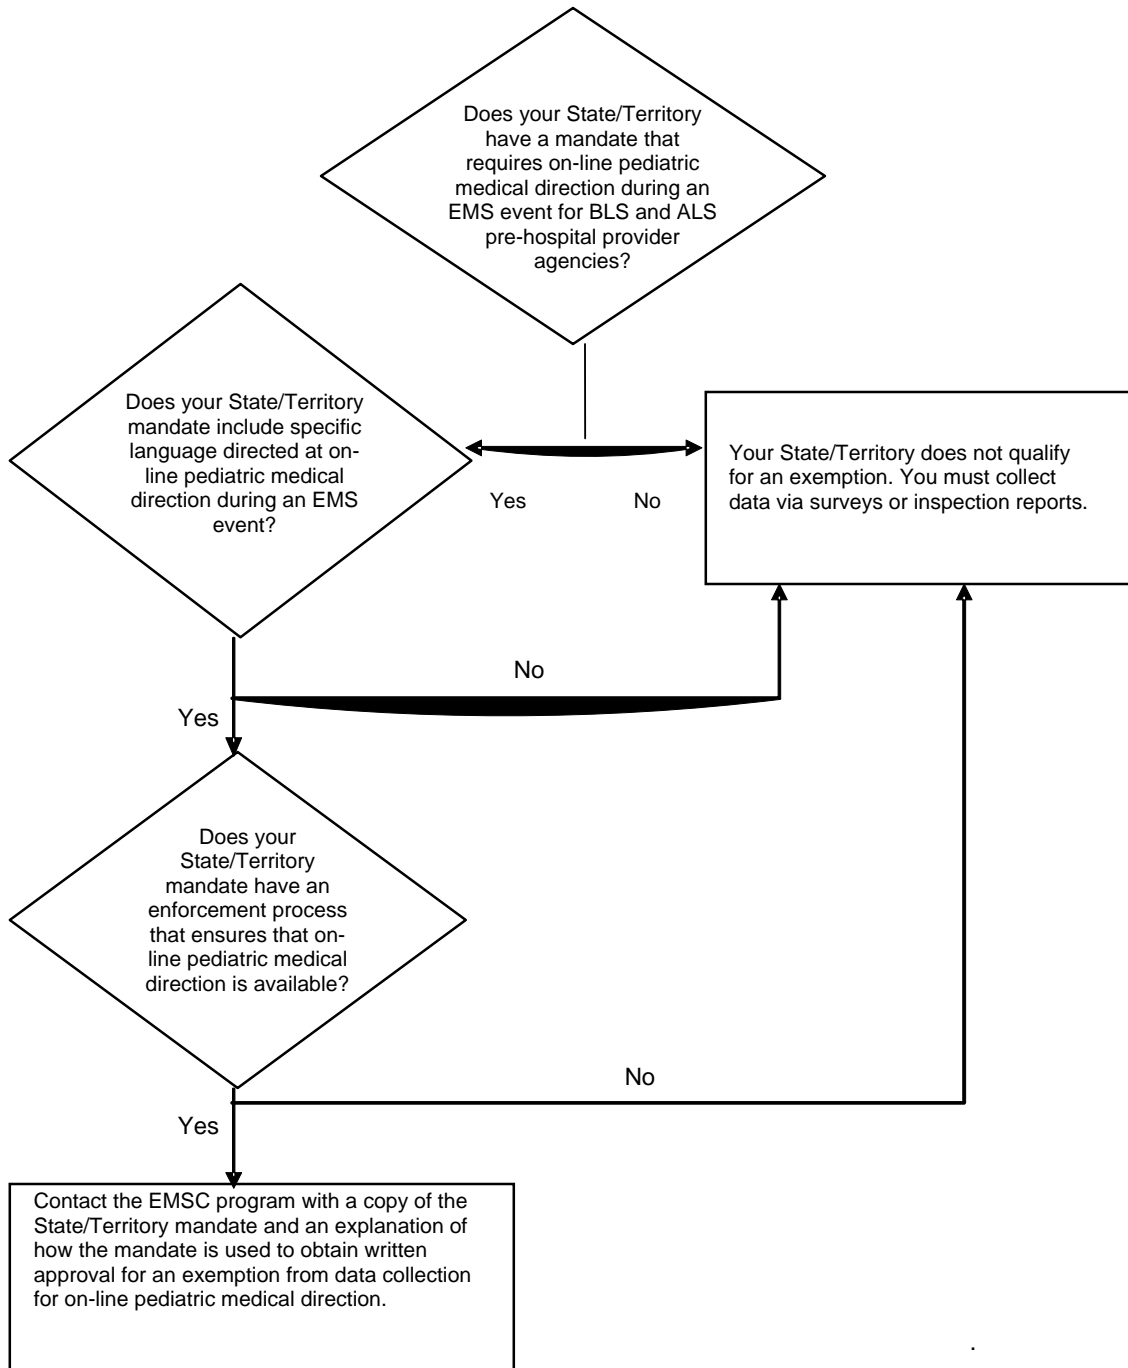 Does your State/Territory
have a mandate that
requires on-line pediatric
medical direction during an
EMS event for BLS and ALS
pre-hospital provider
agencies?
Does your State/Territory
mandate include specific
language directed at on-
line pediatric medical
direction during an EMS
event?
Yes
No
Your State/Territory does not qualify
for an exemption. You must collect
data via surveys or inspection reports.
No
Yes
Does your
State/Territory
mandate have an
enforcement process
that ensures that on-
line pediatric medical
direction is available?
No
Yes
Contact the EMSC program with a copy of the
State/Territory mandate and an explanation of
how the mandate is used to obtain written
approval for an exemption from data collection
for on-line pediatric medical direction.
.